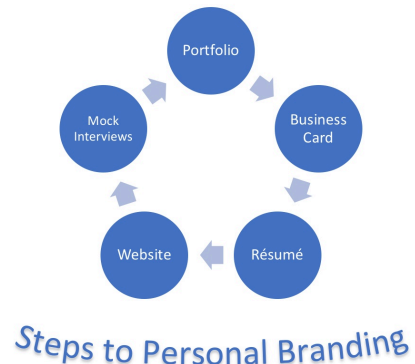 Portfolio
Business
Card
Résumé
Website
Mock
Interviews
Steps to Personal Branding